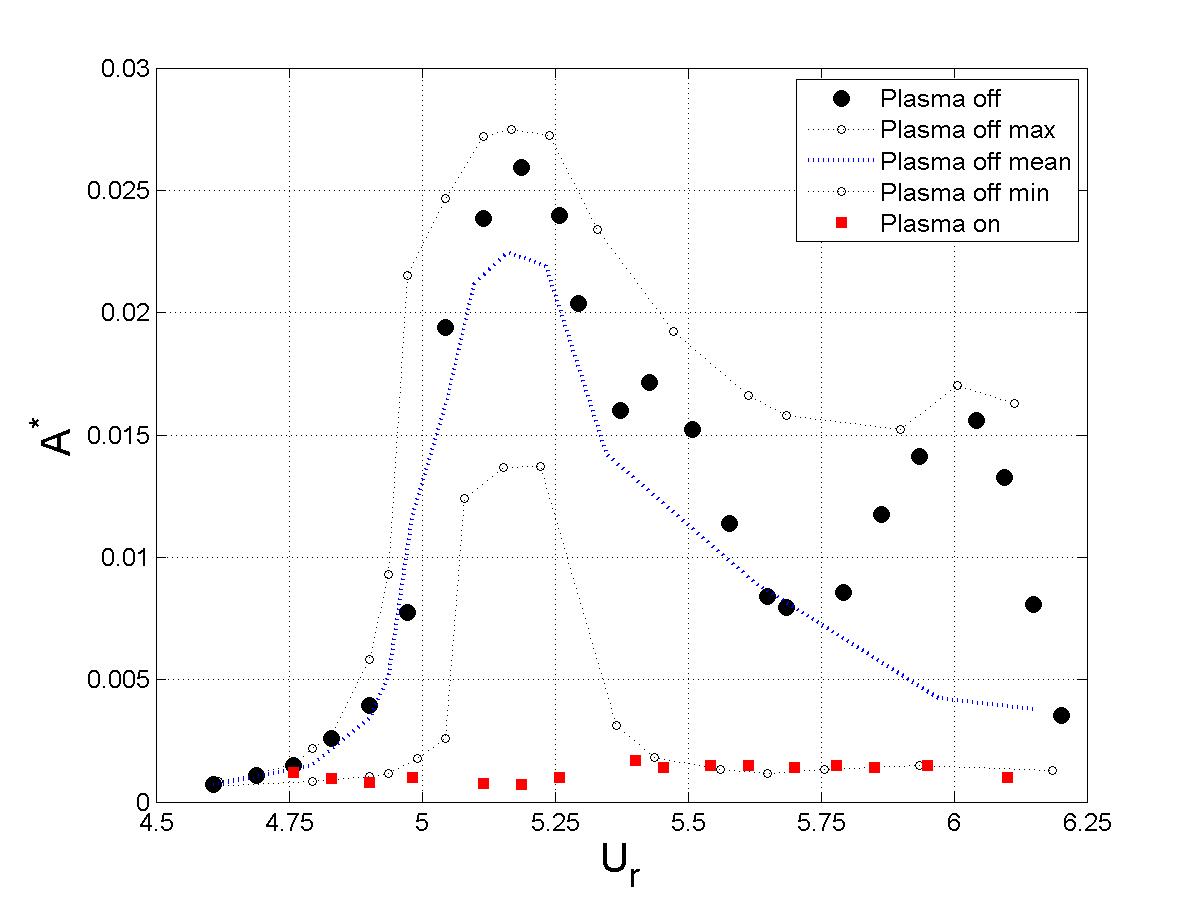 0.03
0.025
0.02
0.015
0.01
0.005
0
A*
4.5 4.75 5 5.25 5.5 5.75 6 6.25
Ur
Plasma off
Plasma off max
Plasma off mean
Plasma off min
Plasma on